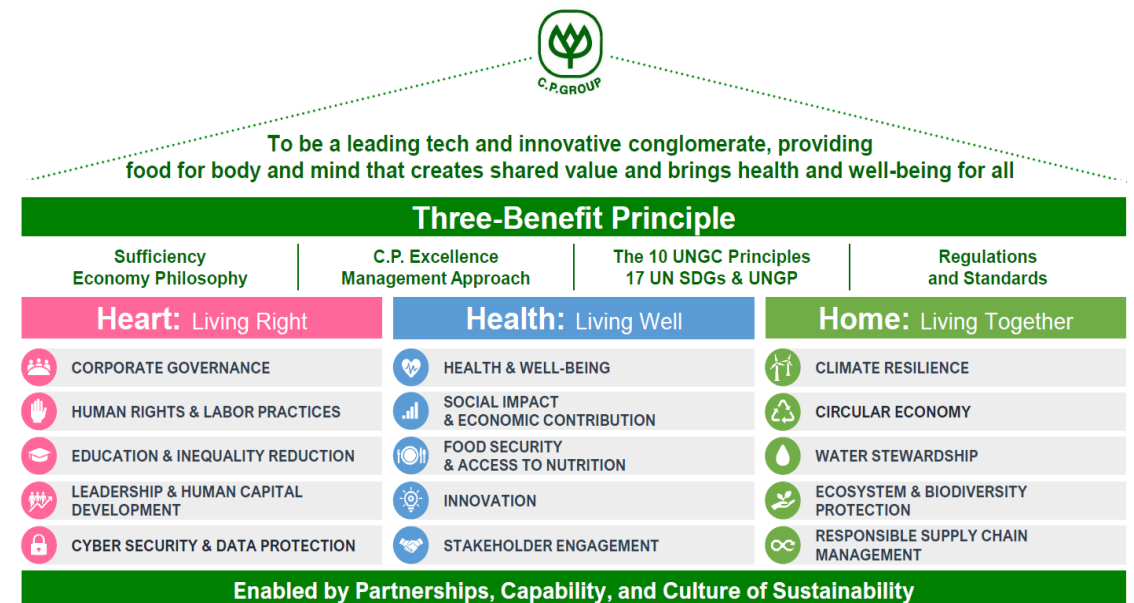 C.P.GROUP
To be a leading tech and innovative conglomerate, providing
food for body and mind that creates shared value and brings health and well-being for all
Three-Benefit Principle
Sufficiency
Economy Philosophy
C.P. Excellence
Management Approach
The 10 UNGC Principles
17 UN SDGs & UNGP
Regulations
and Standards
Heart: Living Right
CORPORATE GOVERNANCE
HUMAN RIGHTS & LABOR PRACTICES
EDUCATION & INEQUALITY REDUCTION
LEADERSHIP & HUMAN CAPITAL
DEVELOPMENT
CYBER SECURITY & DATA PROTECTION
Health: Living Well
HEALTH & WELL-BEING
SOCIAL IMPACT
& ECONOMIC CONTRIBUTION
FOOD SECURITY
& ACCESS TO NUTRITION
INNOVATION
STAKEHOLDER ENGAGEMENT
Home: Living Together
CLIMATE RESILIENCE
CIRCULAR ECONOMY
WATER STEWARDSHIP
ECOSYSTEM & BIODIVERSITY
PROTECTION
RESPONSIBLE SUPPLY CHAIN
MANAGEMENT
Enabled by Partnerships, Capability, and Culture of Sustainability